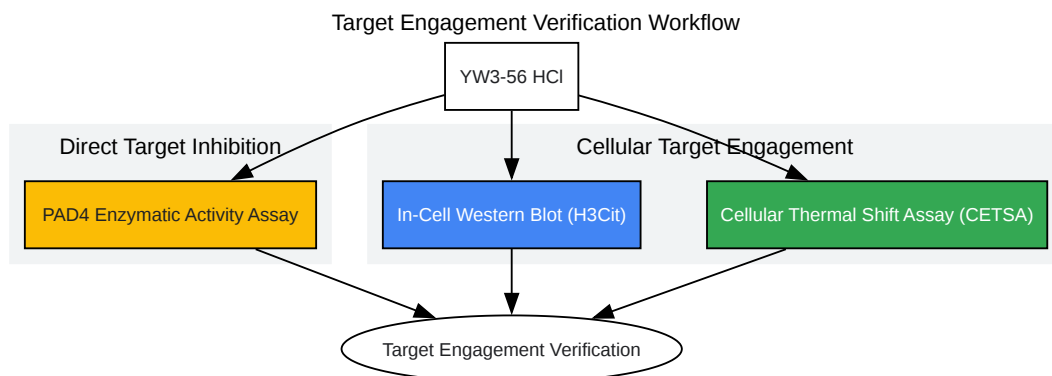 Target Engagement Verification Workflow
YW3-56 HCl
Direct Target Inhibition
Cellular Target Engagement
PAD4 Enzymatic Activity Assay
In-Cell Western Blot (H3Cit)
Cellular Thermal Shift Assay (CETSA)
Target Engagement Verification